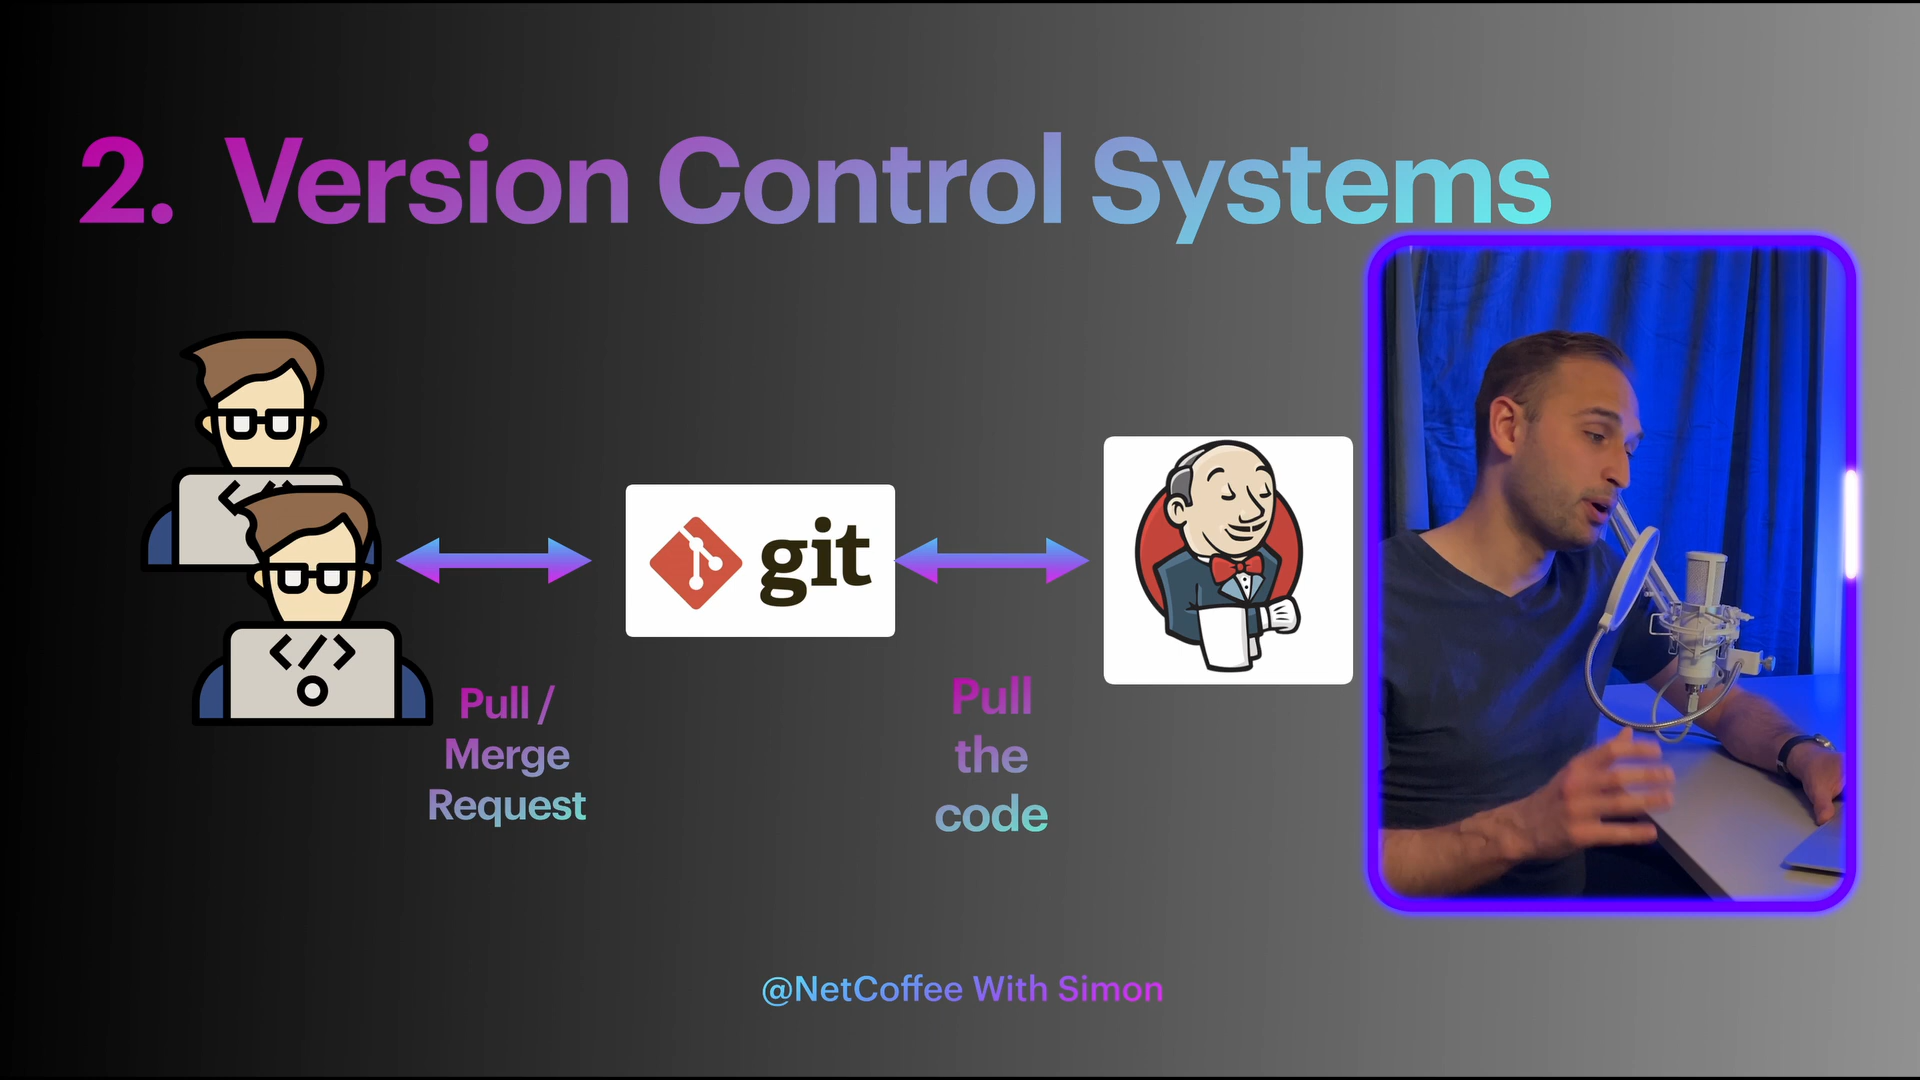 2. Version Control Systems
</>
</>
git
Pull /
Merge
Request
Pull
the
code
@NetCoffee With Simon